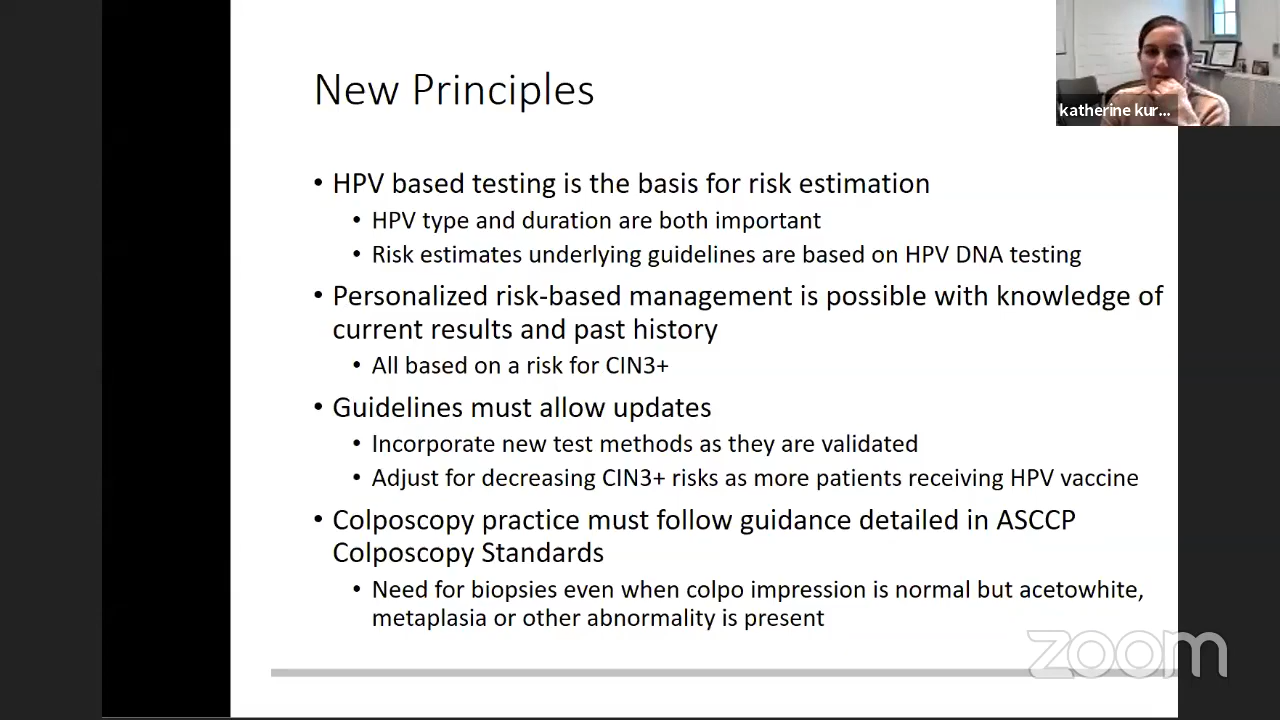 New Principles
katherine kur...
• HPV based testing is the basis for risk estimation
• HPV type and duration are both important
• Risk estimates underlying guidelines are based on HPV DNA testing
• Personalized risk-based management is possible with knowledge of
current results and past history
• All based on a risk for CIN3+
• Guidelines must allow updates
• Incorporate new test methods as they are validated
• Adjust for decreasing CIN3+ risks as more patients receiving HPV vaccine
• Colposcopy practice must follow guidance detailed in ASCCP
Colposcopy Standards
• Need for biopsies even when colpo impression is normal but acetowhite,
metaplasia or other abnormality is present
zoom